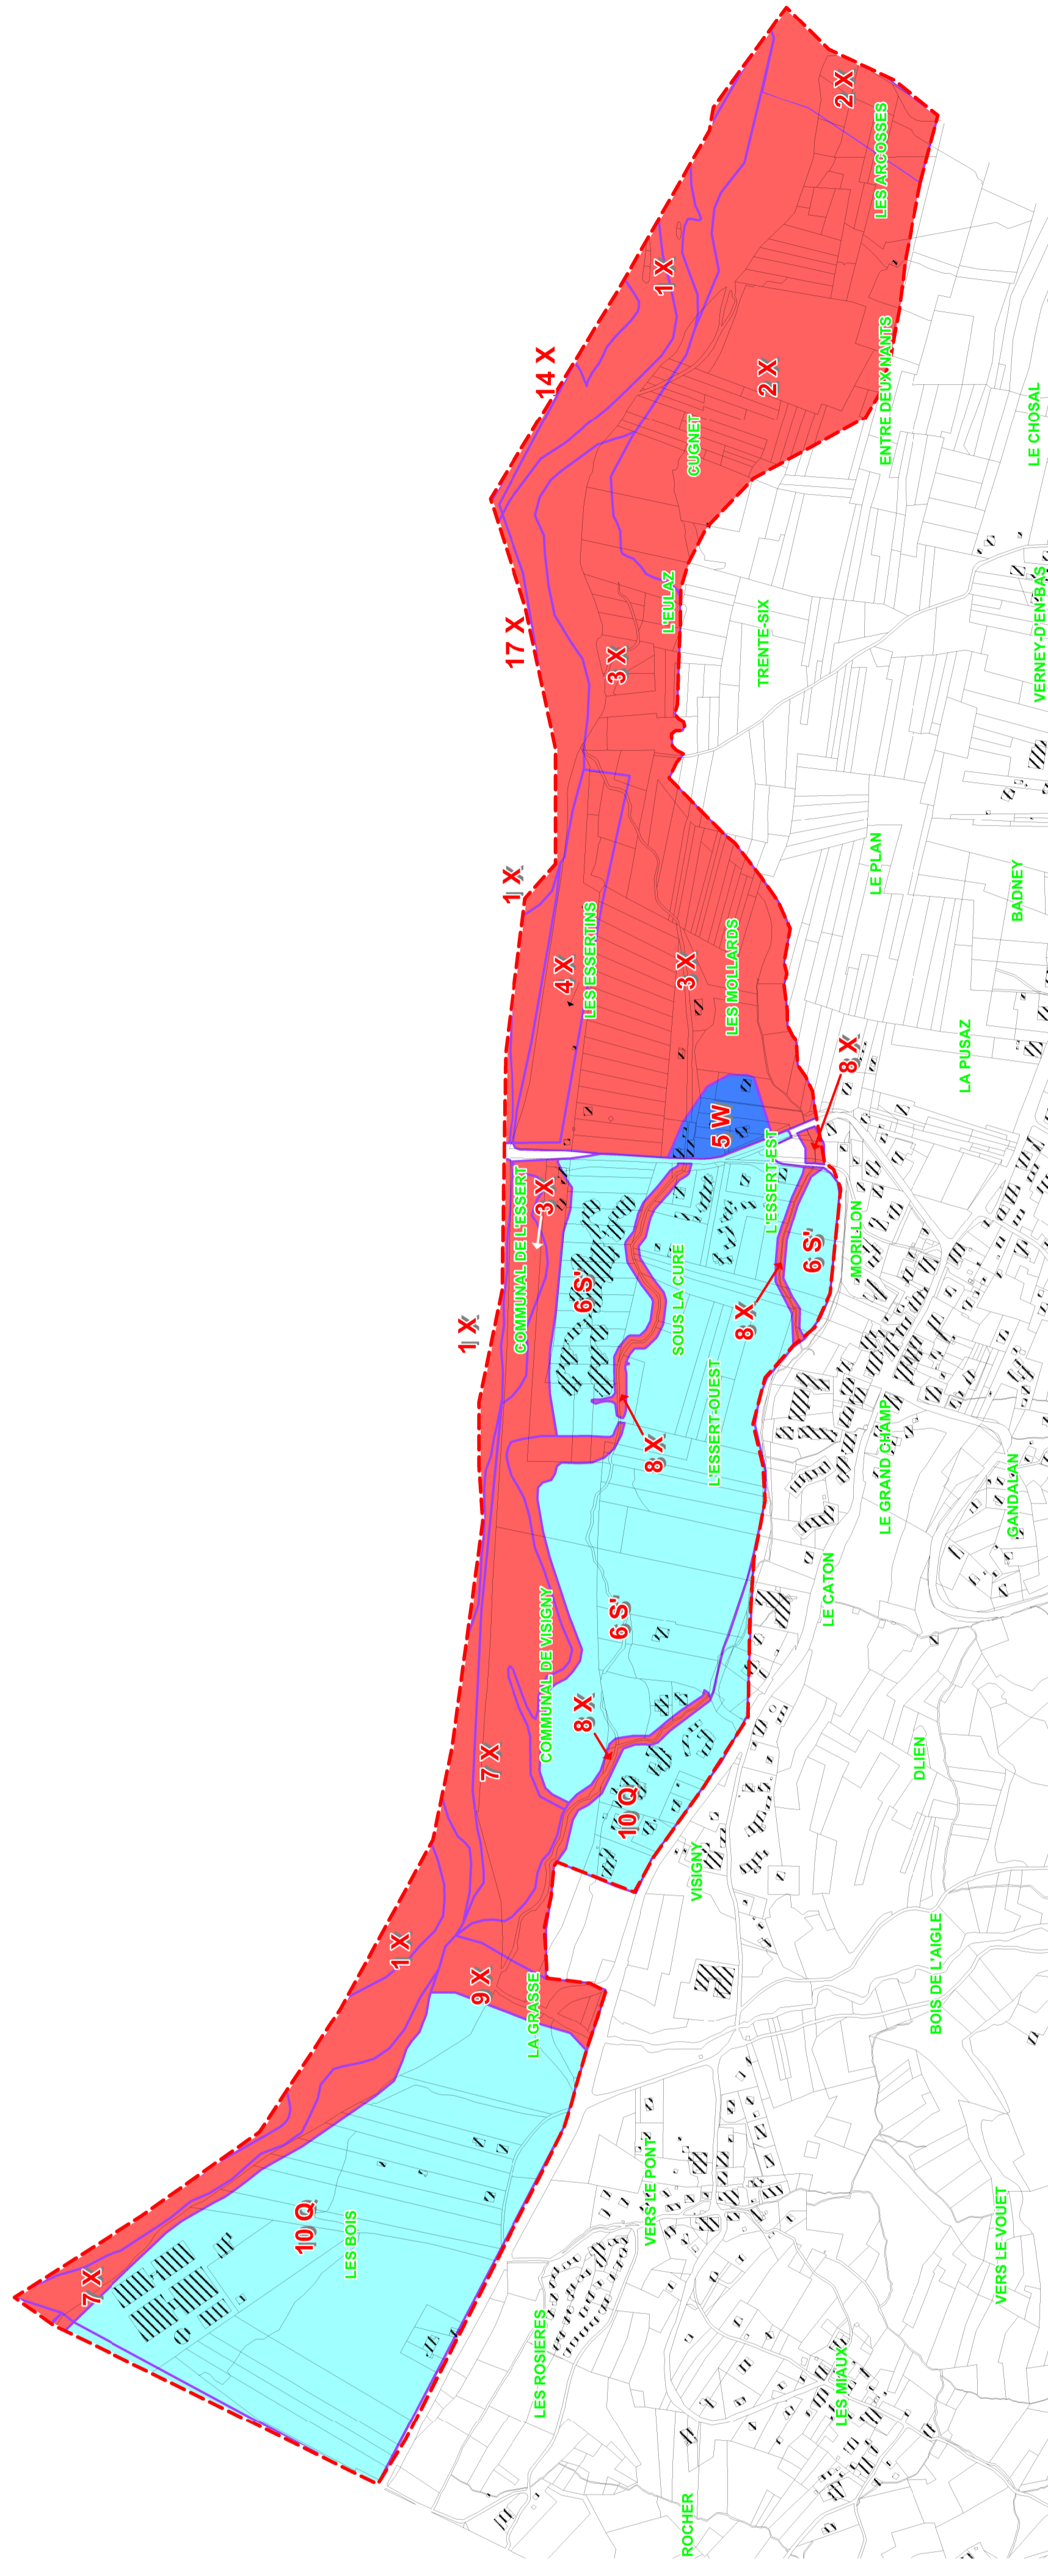 2 X
LES ARCOSSES
1 X
14 X
2 X
ENTRE DEUX NANTS
CUGNET
LE CHOSAL
17 X
L'EULAZ
3 X
TRENTE-SIX
VERNEY-D'EN-BAS
1 X
LE PLAN
BADNEY
4 X
LES ESSERTINS
3 X
LES MOLLARDS
8 X
LA PUSAZ
5 W
L'ESSERT-EST
COMMUNAL DE L'ESSERT
3 X
6 S'
MORILLON
6 S'
SOUS LA CURE
8 X
1 X
L'ESSERT-OUEST
8 X
LE GRAND CHAMP
GANDALAN
LE CATON
6 S'
COMMUNAL DE VISIGNY
8 X
7 X
DLIEN
10 Q
VISIGNY
1 X
9 X
LA GRASSE
BOIS DE L'AIGLE
10 Q
LES BOIS
VERS LE PONT
VERS LE VOUET
7 X
LES ROSIERES
LES MIAUX
ROCHER